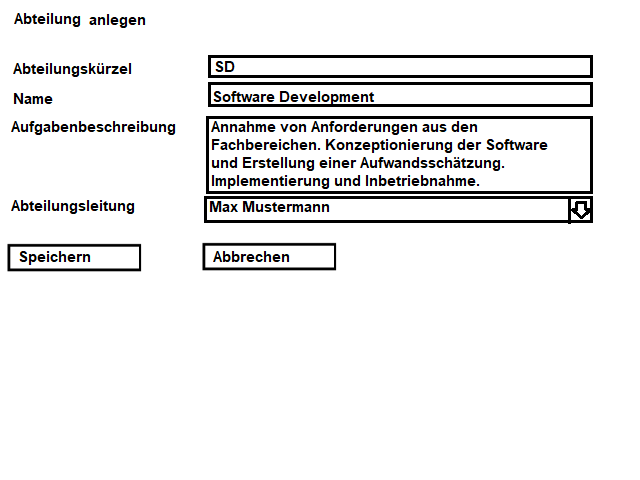 Abteilung anlegen
Abteilungskürzel SD
Name Software Development
Aufgabenbeschreibung Annahme von Anforderungen aus den
Fachbereichen. Konzeptionierung der Software
und Erstellung einer Aufwandsschätzung.
Implementierung und Inbetriebnahme.
Abteilungsleitung Max Mustermann
Speichern Abbrechen